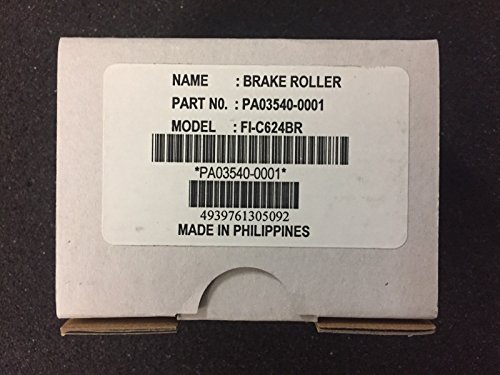 NAME : BRAKE ROLLER
PART NO. : PA03540-0001
MODEL : FI-C624BR
*PA03540-0001*
4939761305092
MADE IN PHILIPPINES